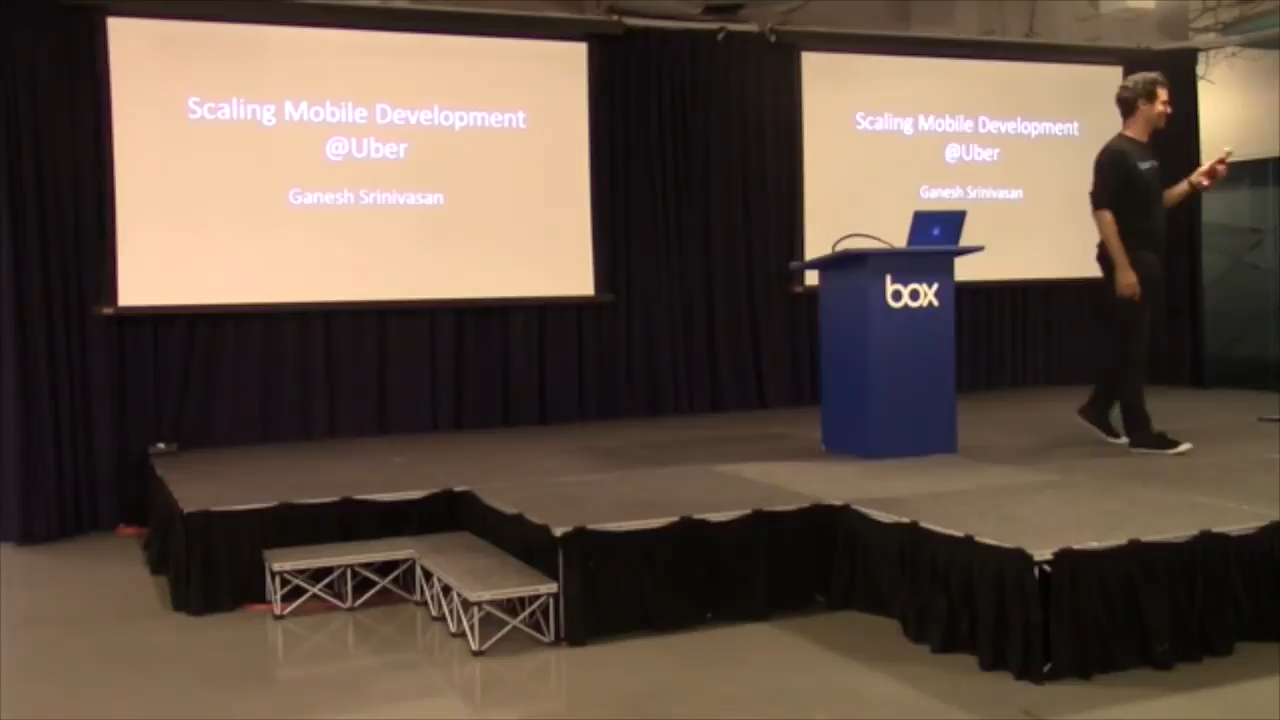 Scaling Mobile Development
@Uber
Ganesh Srinivasan
Scaling Mobile Development
@Uber
Ganesh Srinivasan
box